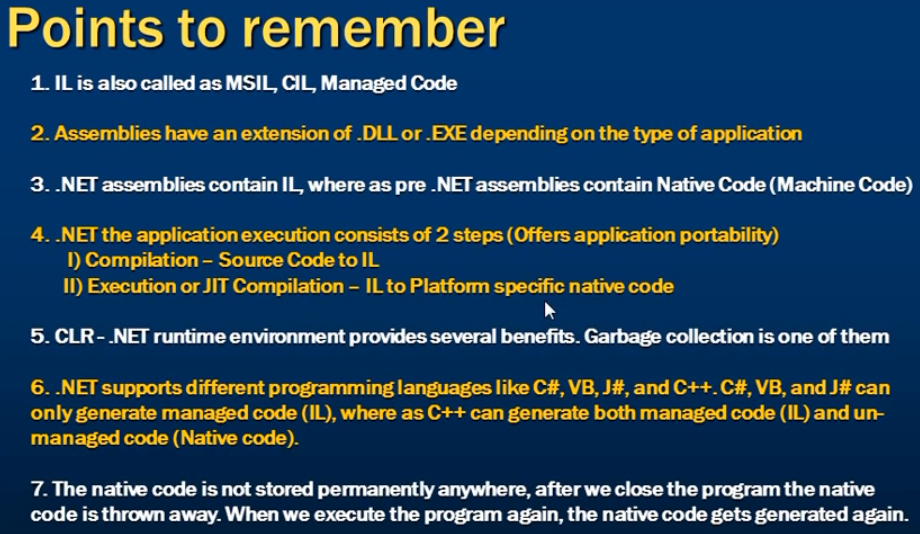 Points to remember
1. IL is also called as MSIL, CIL, Managed Code
2. Assemblies have an extension of .DLL or .EXE depending on the type of application
3. .NET assemblies contain IL, where as pre .NET assemblies contain Native Code (Machine Code)
4. .NET the application execution consists of 2 steps (Offers application portability)
I) Compilation – Source Code to IL
II) Execution or JIT Compilation – IL to Platform specific native code
5. CLR - .NET runtime environment provides several benefits. Garbage collection is one of them
6. .NET supports different programming languages like C#, VB, J#, and C++. C#, VB, and J# can
only generate managed code (IL), where as C++ can generate both managed code (IL) and un-
managed code (Native code).
7. The native code is not stored permanently anywhere, after we close the program the native
code is thrown away. When we execute the program again, the native code gets generated again.